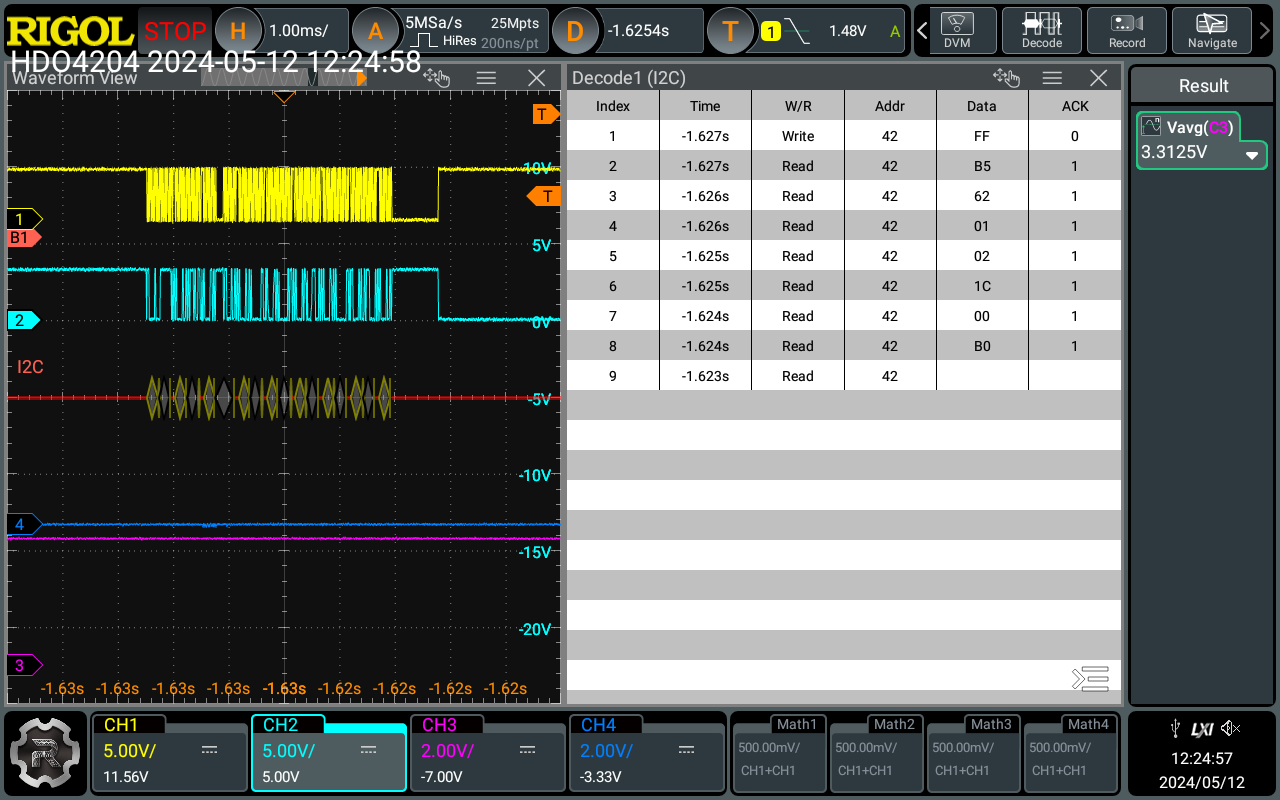 RIGOL STOP H 1.00ms/ A 5MSa/s 25Mpts HiRes 200ns/pt D -1.6254s T 1 1.48V A DVM Decode Record Navigate
HDO4204 2024-05-12 12:24:58
Waveform View
Decode1 (I2C)
Result
Index Time W/R Addr Data ACK
1 -1.627s Write 42 FF 0
2 -1.627s Read 42 B5 1
3 -1.626s Read 42 62 1
4 -1.626s Read 42 01 1
5 -1.625s Read 42 02 1
6 -1.625s Read 42 1C 1
7 -1.624s Read 42 00 1
8 -1.624s Read 42 B0 1
9 -1.623s Read 42
Vavg(C3)
3.3125V
T
10V
T
1
B1
5V
2
0V
I2C
-5V
-10V
4
-15V
-20V
3
-1.63s -1.63s -1.63s -1.63s -1.63s -1.62s -1.62s -1.62s -1.62s
CH1
5.00V/
11.56V
CH2
5.00V/
5.00V
CH3
2.00V/
-7.00V
CH4
2.00V/
-3.33V
Math1
500.00mV/
CH1+CH1
Math2
500.00mV/
CH1+CH1
Math3
500.00mV/
CH1+CH1
Math4
500.00mV/
CH1+CH1
LXI
12:24:57
2024/05/12